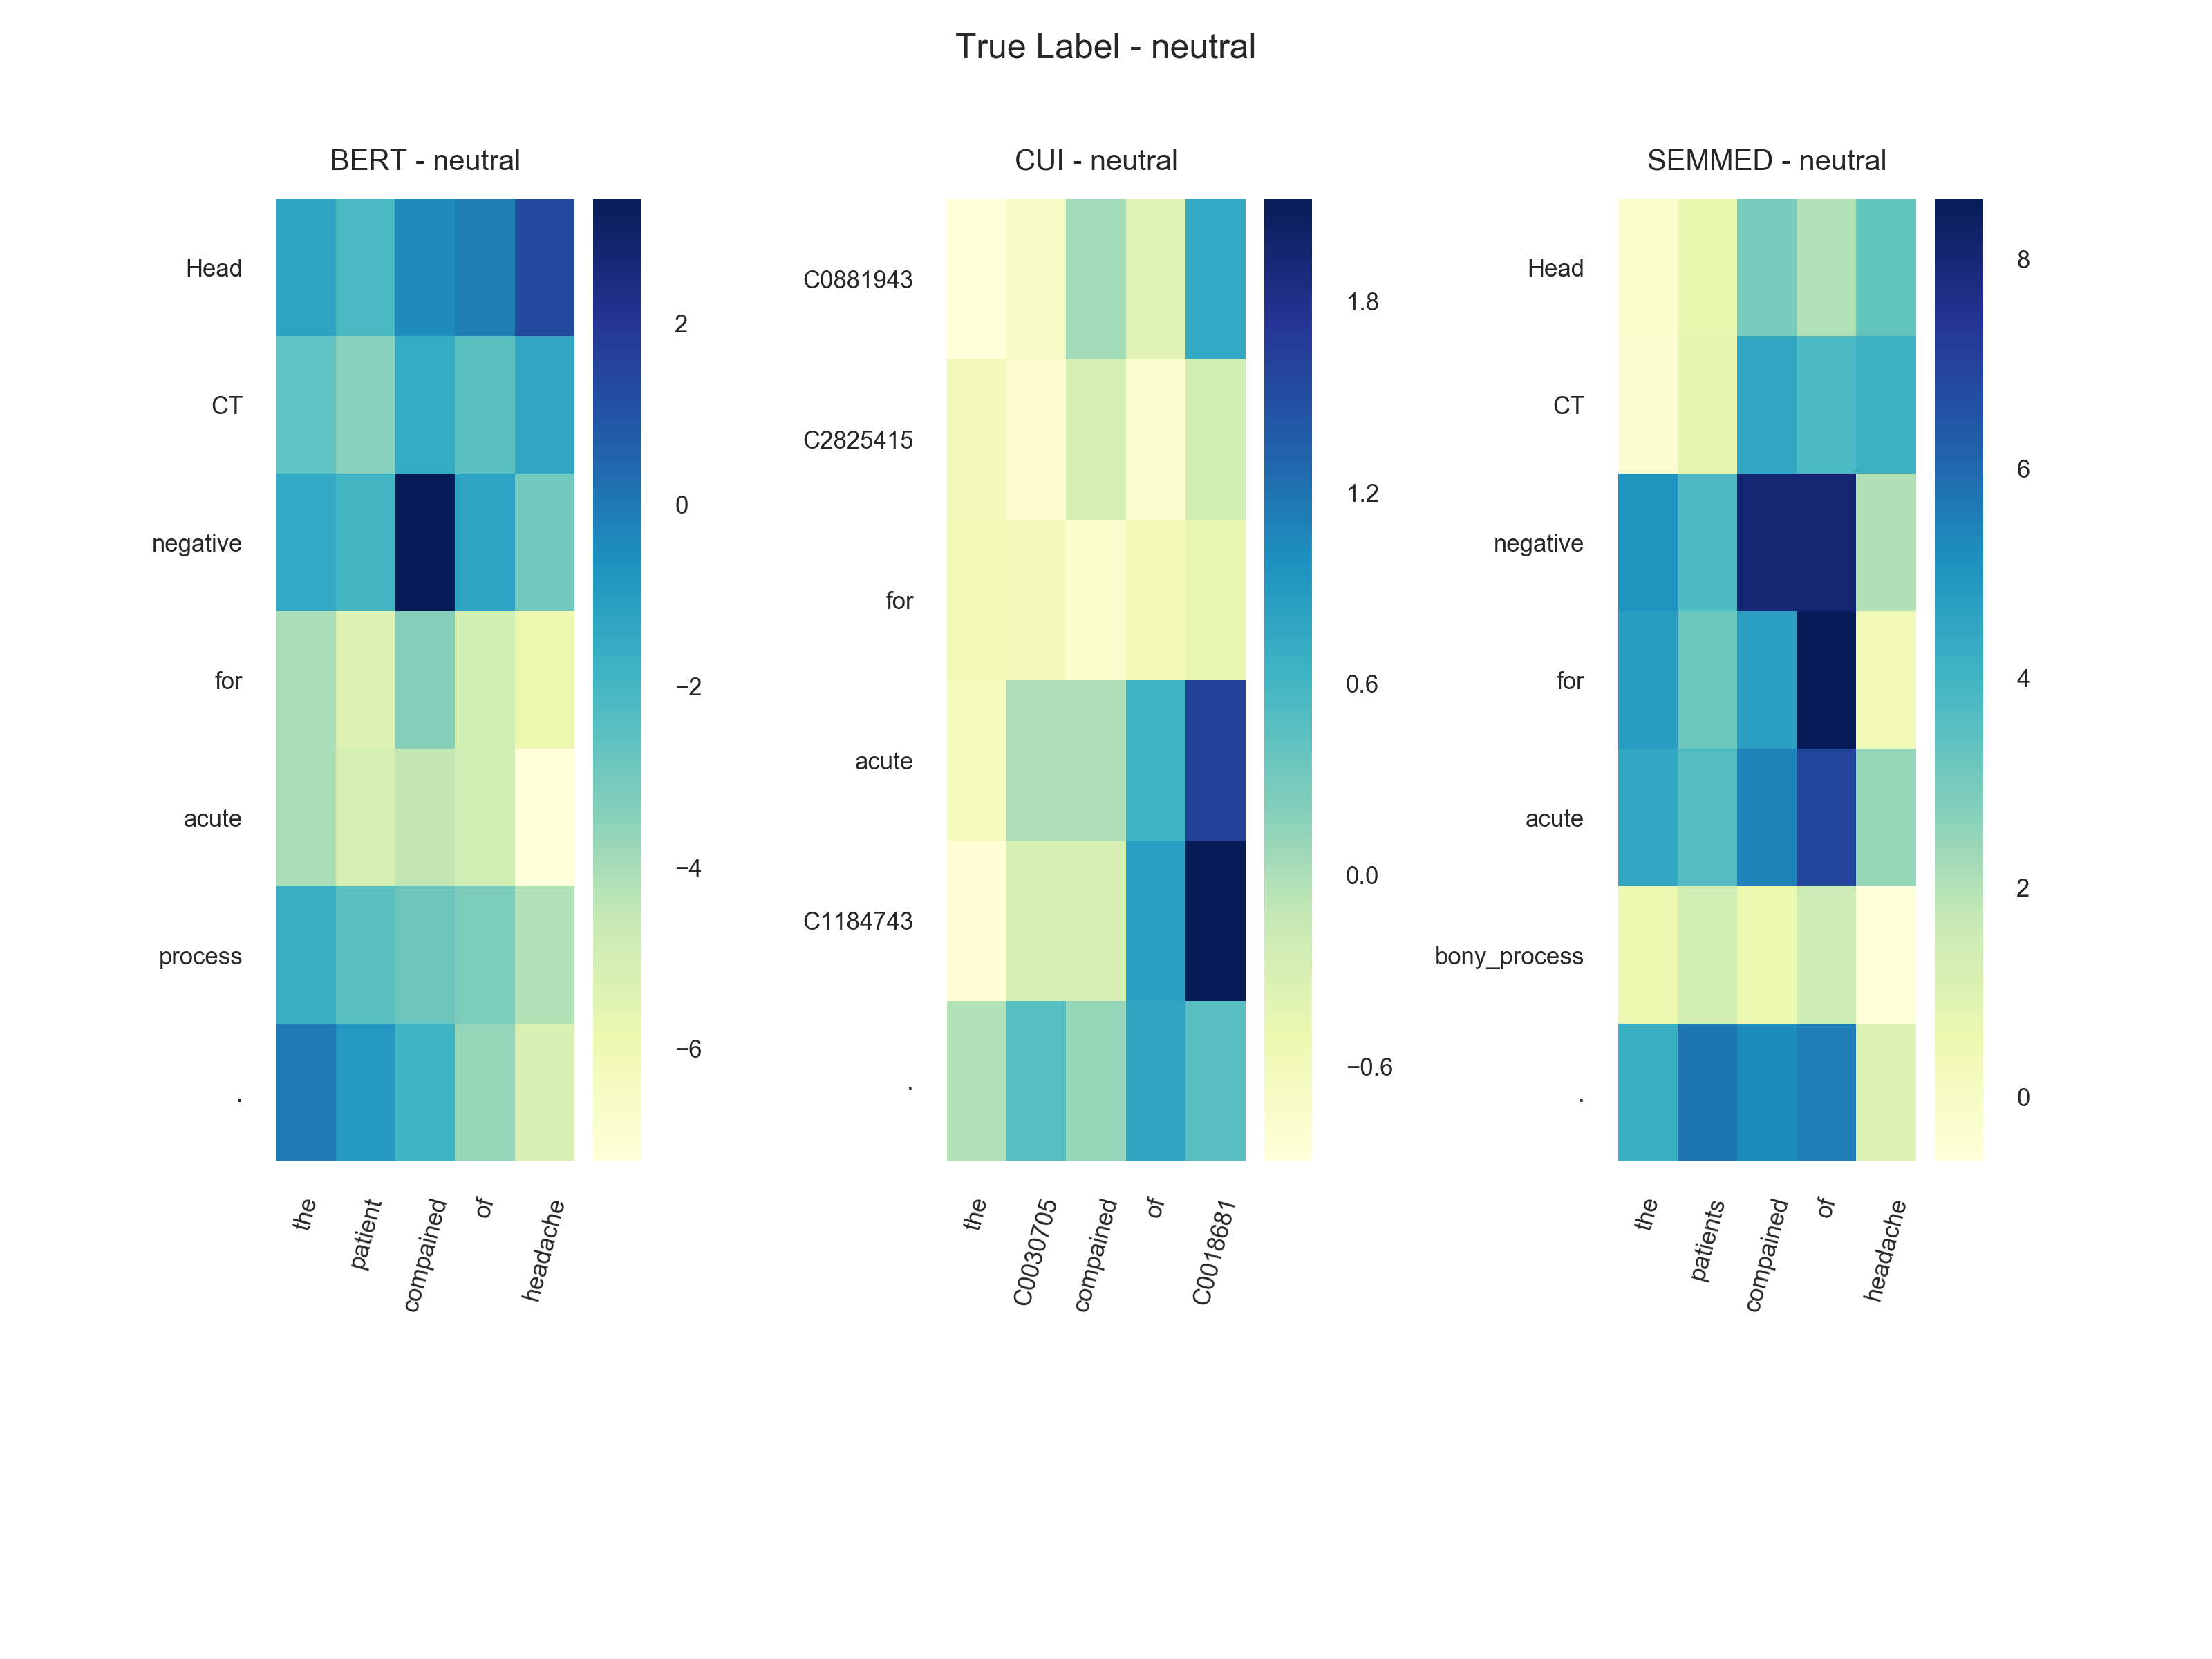 True Label - neutral
BERT - neutral
Head
CT
negative
for
acute
process
.
2
0
−2
−4
−6
the
patient
compained
of
headache
CUI - neutral
C0881943
C2825415
for
acute
C1184743
.
1.8
1.2
0.6
0.0
−0.6
the
C0030705
compained
of
C0018681
SEMMED - neutral
Head
CT
negative
for
acute
bony_process
.
8
6
4
2
0
the
patients
compained
of
headache